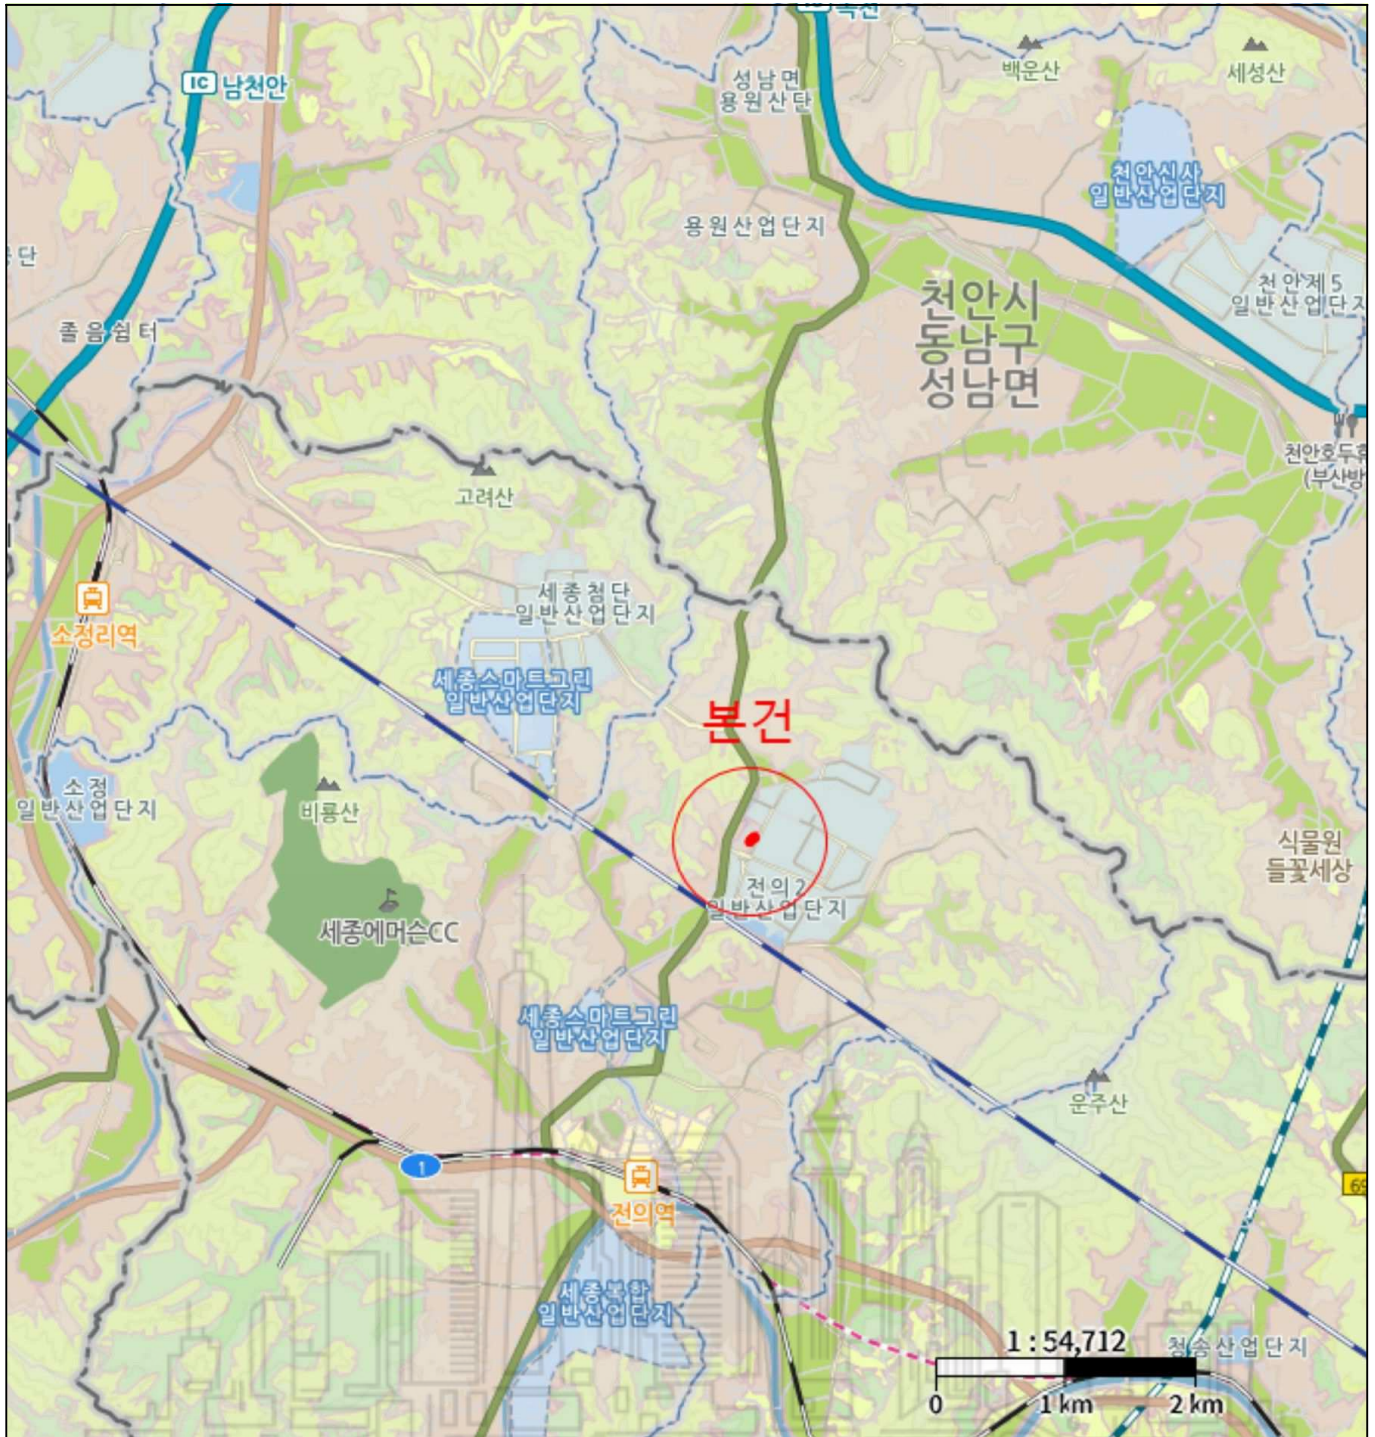 IC 남천안
백운산
세성산
성남면
용원산단
천안신사
일반산업단지
용원산업단지
천안시
동남구
성남면
천안제5
일반산업단지
졸음쉼터
고려산
세종첨단
일반산업단지
소정리역
세종스마트그린
일반산업단지
본건
소정
일반산업단지
비룡산
식물원
들꽃세상
전의2
일반산업단지
세종에머슨CC
세종스마트그린
일반산업단지
운주산
1
전의역
세종복합
일반산업단지
1 : 54,712
청송산업단지
0 1 km 2 km